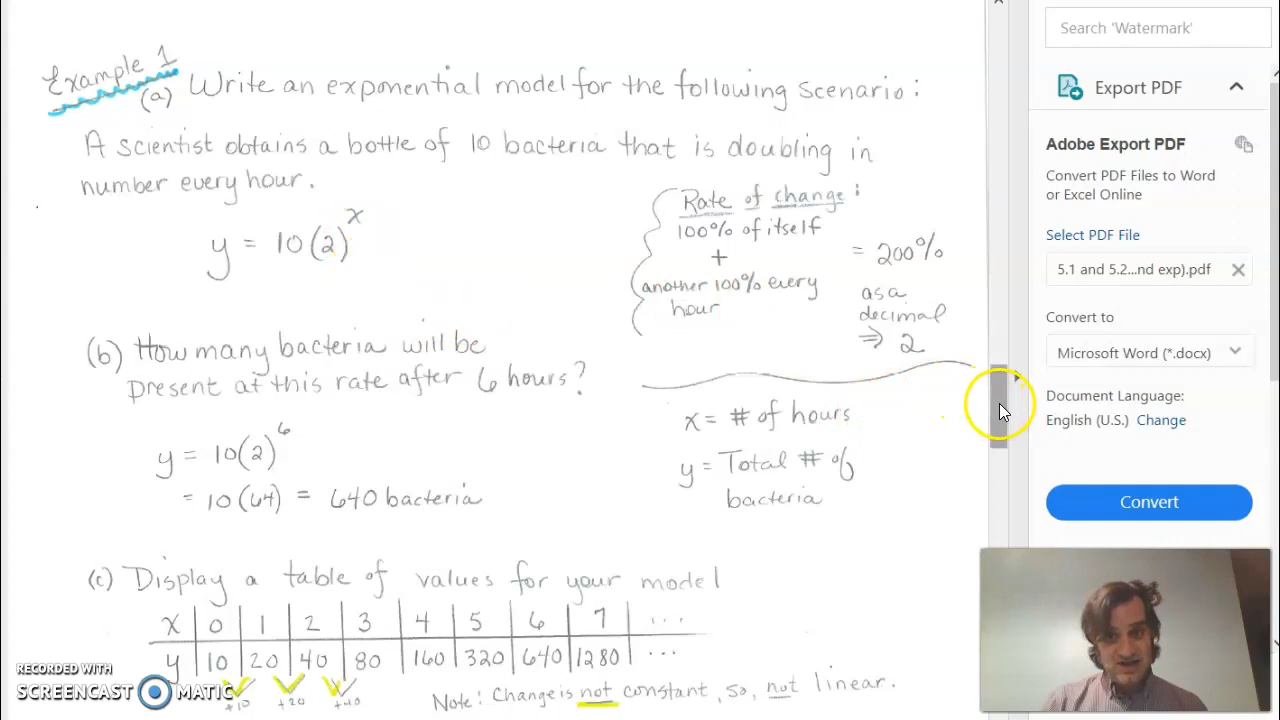 Example 1
(a) Write an exponential model for the following scenario:
A scientist obtains a bottle of 10 bacteria that is doubling in
number every hour.
y = 10(2)^x
Rate of change:
100% of itself
+
another 100% every
hour
= 200%
as a
decimal
⇒ 2
(b) How many bacteria will be
present at this rate after 6 hours?
y = 10(2)^6
= 10(64) = 640 bacteria
x = # of hours
y = Total # of
bacteria
(c) Display a table of values for your model
x 0 1 2 3 4 5 6 7 ...
y 10 20 40 80 160 320 640 1280 ...
+10 +20 +40
Note: Change is not constant, so, not linear.
RECORDED WITH
SCREENCAST MATIC
Search 'Watermark'
Export PDF
Adobe Export PDF
Convert PDF Files to Word
or Excel Online
Select PDF File
5.1 and 5.2...nd exp).pdf
Convert to
Microsoft Word (*.docx)
Document Language:
English (U.S.) Change
Convert